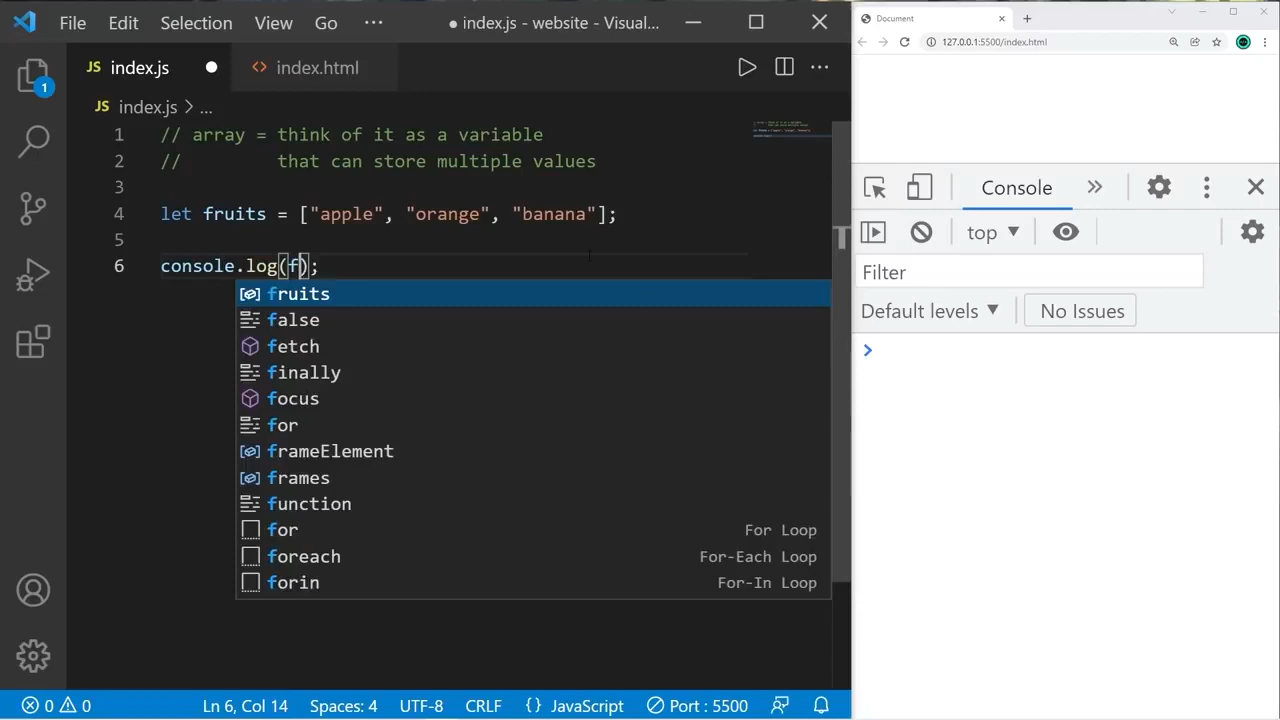 File Edit Selection View Go ··· ● index.js - website - Visual...
JS index.js ● <> index.html
JS index.js > ...
1 // array = think of it as a variable
2 //         that can store multiple values
3
4 let fruits = ["apple", "orange", "banana"];
5
6 console.log(f);
fruits
false
fetch
finally
focus
for
frameElement
frames
function
for For Loop
foreach For-Each Loop
forin For-In Loop
1
0 0 Ln 6, Col 14 Spaces: 4 UTF-8 CRLF {} JavaScript Port : 5500
Document
127.0.0.1:5500/index.html
Console
top
Filter
Default levels No Issues
T